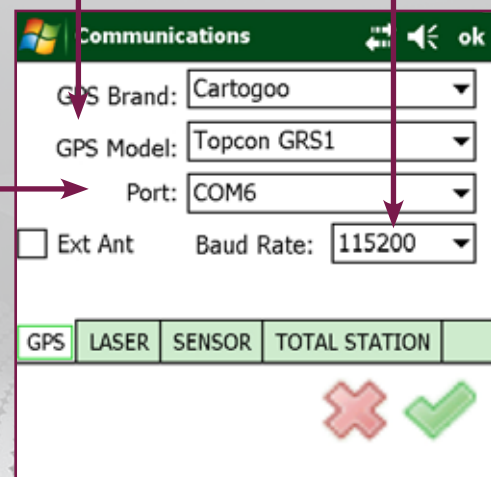 Communications ok
GPS Brand: Cartogoo
GPS Model: Topcon GRS1
Port: COM6
Ext Ant Baud Rate: 115200
GPS LASER SENSOR TOTAL STATION